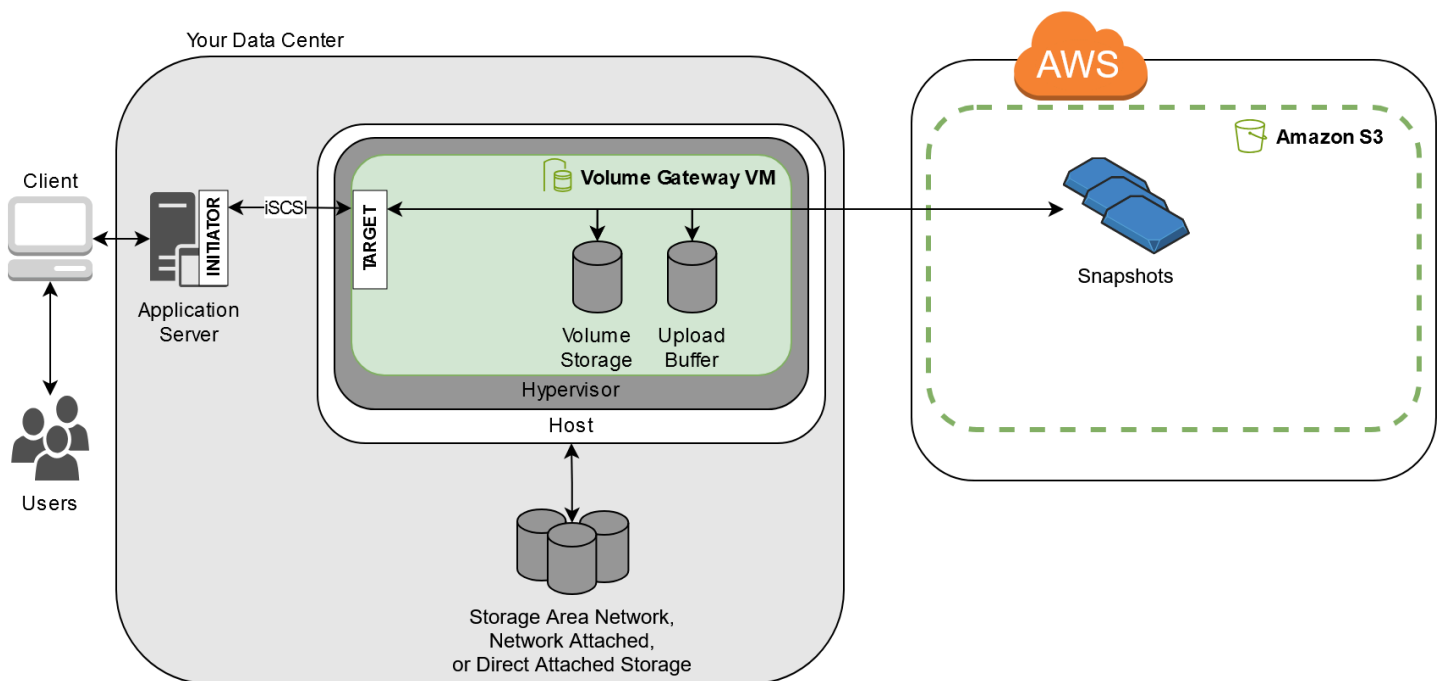 Your Data Center
AWS
Amazon S3
Client
Volume Gateway VM
iSCSI
INITIATOR
TARGET
Snapshots
Application
Server
Volume
Storage
Upload
Buffer
Hypervisor
Host
Users
Storage Area Network,
Network Attached,
or Direct Attached Storage